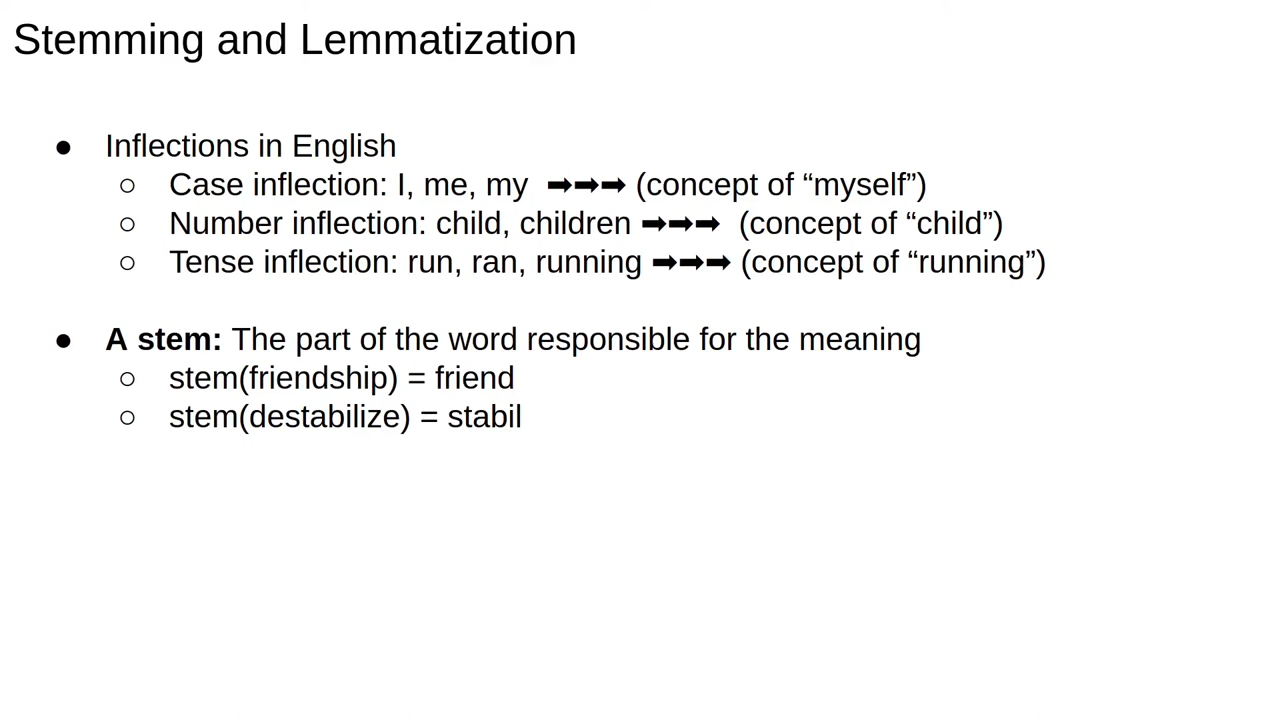 Stemming and Lemmatization
● Inflections in English
○ Case inflection: I, me, my ➡➡➡ (concept of “myself”)
○ Number inflection: child, children ➡➡➡ (concept of “child”)
○ Tense inflection: run, ran, running ➡➡➡ (concept of “running”)
● A stem: The part of the word responsible for the meaning
○ stem(friendship) = friend
○ stem(destabilize) = stabil